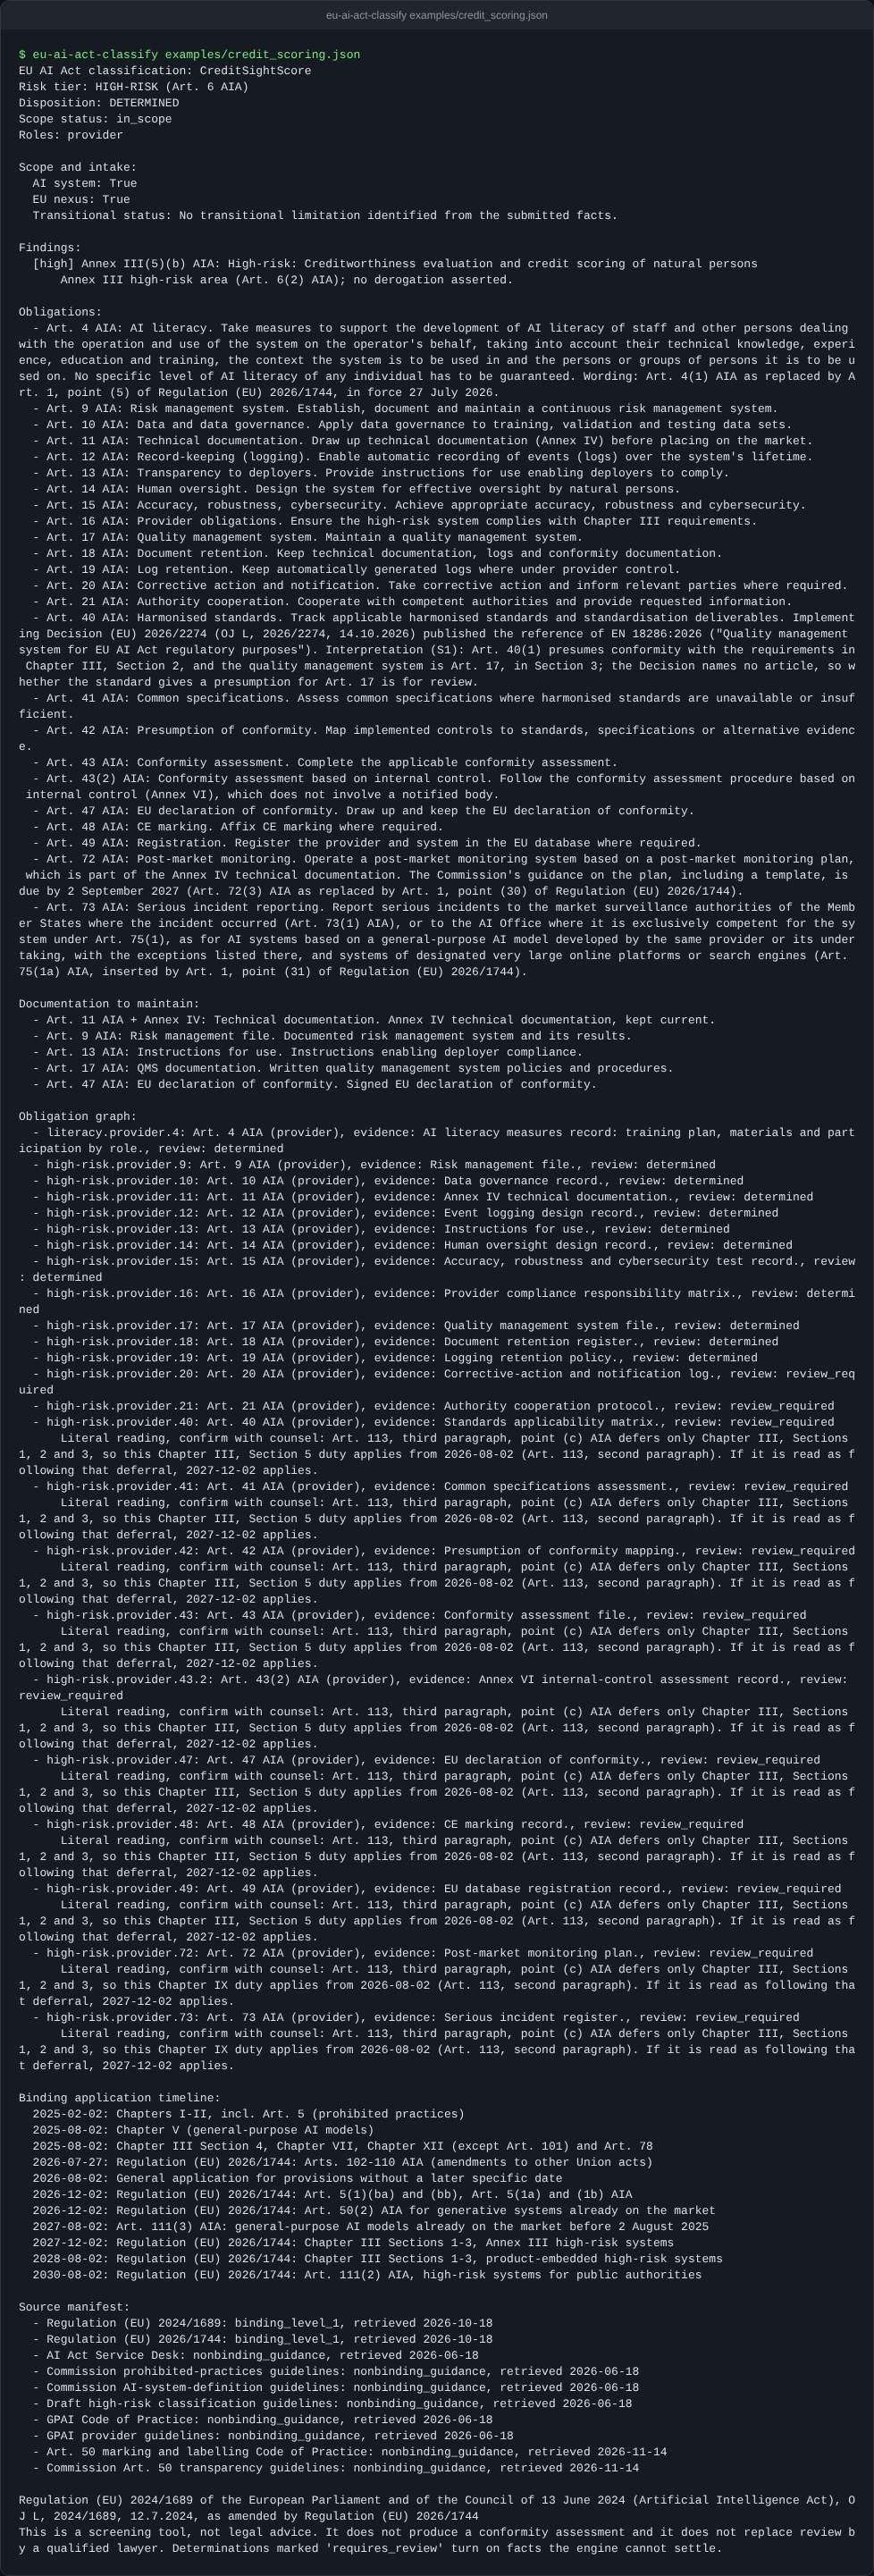 eu-ai-act-classify examples/credit_scoring.json
$ eu-ai-act-classify examples/credit_scoring.json
EU AI Act classification: CreditSightScore
Risk tier: HIGH-RISK (Art. 6 AIA)
Disposition: DETERMINED
Scope status: in_scope
Roles: provider
Scope and intake:
AI system: True
EU nexus: True
Transitional status: No transitional limitation identified from the submitted facts.
Findings:
[high] Annex III(5)(b) AIA: High-risk: Creditworthiness evaluation and credit scoring of natural persons
Annex III high-risk area (Art. 6(2) AIA); no derogation asserted.
Obligations:
- Art. 4 AIA: AI literacy. Take measures to support the development of AI literacy of staff and other persons dealing
with the operation and use of the system on the operator's behalf, taking into account their technical knowledge, experi
ence, education and training, the context the system is to be used in and the persons or groups of persons it is to be u
sed on. No specific level of AI literacy of any individual has to be guaranteed. Wording: Art. 4(1) AIA as replaced by A
rt. 1, point (5) of Regulation (EU) 2026/1744, in force 27 July 2026.
- Art. 9 AIA: Risk management system. Establish, document and maintain a continuous risk management system.
- Art. 10 AIA: Data and data governance. Apply data governance to training, validation and testing data sets.
- Art. 11 AIA: Technical documentation. Draw up technical documentation (Annex IV) before placing on the market.
- Art. 12 AIA: Record-keeping (logging). Enable automatic recording of events (logs) over the system's lifetime.
- Art. 13 AIA: Transparency to deployers. Provide instructions for use enabling deployers to comply.
- Art. 14 AIA: Human oversight. Design the system for effective oversight by natural persons.
- Art. 15 AIA: Accuracy, robustness, cybersecurity. Achieve appropriate accuracy, robustness and cybersecurity.
- Art. 16 AIA: Provider obligations. Ensure the high-risk system complies with Chapter III requirements.
- Art. 17 AIA: Quality management system. Maintain a quality management system.
- Art. 18 AIA: Document retention. Keep technical documentation, logs and conformity documentation.
- Art. 19 AIA: Log retention. Keep automatically generated logs where under provider control.
- Art. 20 AIA: Corrective action and notification. Take corrective action and inform relevant parties where required.
- Art. 21 AIA: Authority cooperation. Cooperate with competent authorities and provide requested information.
- Art. 40 AIA: Harmonised standards. Track applicable harmonised standards and standardisation deliverables. Implement
ing Decision (EU) 2026/2274 (OJ L, 2026/2274, 14.10.2026) published the reference of EN 18286:2026 ("Quality management
system for EU AI Act regulatory purposes"). Interpretation (S1): Art. 40(1) presumes conformity with the requirements in
Chapter III, Section 2, and the quality management system is Art. 17, in Section 3; the Decision names no article, so w
hether the standard gives a presumption for Art. 17 is for review.
- Art. 41 AIA: Common specifications. Assess common specifications where harmonised standards are unavailable or insuf
ficient.
- Art. 42 AIA: Presumption of conformity. Map implemented controls to standards, specifications or alternative evidenc
e.
- Art. 43 AIA: Conformity assessment. Complete the applicable conformity assessment.
- Art. 43(2) AIA: Conformity assessment based on internal control. Follow the conformity assessment procedure based on
internal control (Annex VI), which does not involve a notified body.
- Art. 47 AIA: EU declaration of conformity. Draw up and keep the EU declaration of conformity.
- Art. 48 AIA: CE marking. Affix CE marking where required.
- Art. 49 AIA: Registration. Register the provider and system in the EU database where required.
- Art. 72 AIA: Post-market monitoring. Operate a post-market monitoring system based on a post-market monitoring plan,
which is part of the Annex IV technical documentation. The Commission's guidance on the plan, including a template, is
due by 2 September 2027 (Art. 72(3) AIA as replaced by Art. 1, point (30) of Regulation (EU) 2026/1744).
- Art. 73 AIA: Serious incident reporting. Report serious incidents to the market surveillance authorities of the Memb
er States where the incident occurred (Art. 73(1) AIA), or to the AI Office where it is exclusively competent for the sy
stem under Art. 75(1), as for AI systems based on a general-purpose AI model developed by the same provider or its under
taking, with the exceptions listed there, and systems of designated very large online platforms or search engines (Art.
75(1a) AIA, inserted by Art. 1, point (31) of Regulation (EU) 2026/1744).
Documentation to maintain:
- Art. 11 AIA + Annex IV: Technical documentation. Annex IV technical documentation, kept current.
- Art. 9 AIA: Risk management file. Documented risk management system and its results.
- Art. 13 AIA: Instructions for use. Instructions enabling deployer compliance.
- Art. 17 AIA: QMS documentation. Written quality management system policies and procedures.
- Art. 47 AIA: EU declaration of conformity. Signed EU declaration of conformity.
Obligation graph:
- literacy.provider.4: Art. 4 AIA (provider), evidence: AI literacy measures record: training plan, materials and part
icipation by role., review: determined
- high-risk.provider.9: Art. 9 AIA (provider), evidence: Risk management file., review: determined
- high-risk.provider.10: Art. 10 AIA (provider), evidence: Data governance record., review: determined
- high-risk.provider.11: Art. 11 AIA (provider), evidence: Annex IV technical documentation., review: determined
- high-risk.provider.12: Art. 12 AIA (provider), evidence: Event logging design record., review: determined
- high-risk.provider.13: Art. 13 AIA (provider), evidence: Instructions for use., review: determined
- high-risk.provider.14: Art. 14 AIA (provider), evidence: Human oversight design record., review: determined
- high-risk.provider.15: Art. 15 AIA (provider), evidence: Accuracy, robustness and cybersecurity test record., review
: determined
- high-risk.provider.16: Art. 16 AIA (provider), evidence: Provider compliance responsibility matrix., review: determi
ned
- high-risk.provider.17: Art. 17 AIA (provider), evidence: Quality management system file., review: determined
- high-risk.provider.18: Art. 18 AIA (provider), evidence: Document retention register., review: determined
- high-risk.provider.19: Art. 19 AIA (provider), evidence: Logging retention policy., review: determined
- high-risk.provider.20: Art. 20 AIA (provider), evidence: Corrective-action and notification log., review: review_req
uired
- high-risk.provider.21: Art. 21 AIA (provider), evidence: Authority cooperation protocol., review: review_required
- high-risk.provider.40: Art. 40 AIA (provider), evidence: Standards applicability matrix., review: review_required
Literal reading, confirm with counsel: Art. 113, third paragraph, point (c) AIA defers only Chapter III, Sections
1, 2 and 3, so this Chapter III, Section 5 duty applies from 2026-08-02 (Art. 113, second paragraph). If it is read as f
ollowing that deferral, 2027-12-02 applies.
- high-risk.provider.41: Art. 41 AIA (provider), evidence: Common specifications assessment., review: review_required
Literal reading, confirm with counsel: Art. 113, third paragraph, point (c) AIA defers only Chapter III, Sections
1, 2 and 3, so this Chapter III, Section 5 duty applies from 2026-08-02 (Art. 113, second paragraph). If it is read as f
ollowing that deferral, 2027-12-02 applies.
- high-risk.provider.42: Art. 42 AIA (provider), evidence: Presumption of conformity mapping., review: review_required
Literal reading, confirm with counsel: Art. 113, third paragraph, point (c) AIA defers only Chapter III, Sections
1, 2 and 3, so this Chapter III, Section 5 duty applies from 2026-08-02 (Art. 113, second paragraph). If it is read as f
ollowing that deferral, 2027-12-02 applies.
- high-risk.provider.43: Art. 43 AIA (provider), evidence: Conformity assessment file., review: review_required
Literal reading, confirm with counsel: Art. 113, third paragraph, point (c) AIA defers only Chapter III, Sections
1, 2 and 3, so this Chapter III, Section 5 duty applies from 2026-08-02 (Art. 113, second paragraph). If it is read as f
ollowing that deferral, 2027-12-02 applies.
- high-risk.provider.43.2: Art. 43(2) AIA (provider), evidence: Annex VI internal-control assessment record., review:
review_required
Literal reading, confirm with counsel: Art. 113, third paragraph, point (c) AIA defers only Chapter III, Sections
1, 2 and 3, so this Chapter III, Section 5 duty applies from 2026-08-02 (Art. 113, second paragraph). If it is read as f
ollowing that deferral, 2027-12-02 applies.
- high-risk.provider.47: Art. 47 AIA (provider), evidence: EU declaration of conformity., review: review_required
Literal reading, confirm with counsel: Art. 113, third paragraph, point (c) AIA defers only Chapter III, Sections
1, 2 and 3, so this Chapter III, Section 5 duty applies from 2026-08-02 (Art. 113, second paragraph). If it is read as f
ollowing that deferral, 2027-12-02 applies.
- high-risk.provider.48: Art. 48 AIA (provider), evidence: CE marking record., review: review_required
Literal reading, confirm with counsel: Art. 113, third paragraph, point (c) AIA defers only Chapter III, Sections
1, 2 and 3, so this Chapter III, Section 5 duty applies from 2026-08-02 (Art. 113, second paragraph). If it is read as f
ollowing that deferral, 2027-12-02 applies.
- high-risk.provider.49: Art. 49 AIA (provider), evidence: EU database registration record., review: review_required
Literal reading, confirm with counsel: Art. 113, third paragraph, point (c) AIA defers only Chapter III, Sections
1, 2 and 3, so this Chapter III, Section 5 duty applies from 2026-08-02 (Art. 113, second paragraph). If it is read as f
ollowing that deferral, 2027-12-02 applies.
- high-risk.provider.72: Art. 72 AIA (provider), evidence: Post-market monitoring plan., review: review_required
Literal reading, confirm with counsel: Art. 113, third paragraph, point (c) AIA defers only Chapter III, Sections
1, 2 and 3, so this Chapter IX duty applies from 2026-08-02 (Art. 113, second paragraph). If it is read as following tha
t deferral, 2027-12-02 applies.
- high-risk.provider.73: Art. 73 AIA (provider), evidence: Serious incident register., review: review_required
Literal reading, confirm with counsel: Art. 113, third paragraph, point (c) AIA defers only Chapter III, Sections
1, 2 and 3, so this Chapter IX duty applies from 2026-08-02 (Art. 113, second paragraph). If it is read as following tha
t deferral, 2027-12-02 applies.
Binding application timeline:
2025-02-02: Chapters I-II, incl. Art. 5 (prohibited practices)
2025-08-02: Chapter V (general-purpose AI models)
2025-08-02: Chapter III Section 4, Chapter VII, Chapter XII (except Art. 101) and Art. 78
2026-07-27: Regulation (EU) 2026/1744: Arts. 102-110 AIA (amendments to other Union acts)
2026-08-02: General application for provisions without a later specific date
2026-12-02: Regulation (EU) 2026/1744: Art. 5(1)(ba) and (bb), Art. 5(1a) and (1b) AIA
2026-12-02: Regulation (EU) 2026/1744: Art. 50(2) AIA for generative systems already on the market
2027-08-02: Art. 111(3) AIA: general-purpose AI models already on the market before 2 August 2025
2027-12-02: Regulation (EU) 2026/1744: Chapter III Sections 1-3, Annex III high-risk systems
2028-08-02: Regulation (EU) 2026/1744: Chapter III Sections 1-3, product-embedded high-risk systems
2030-08-02: Regulation (EU) 2026/1744: Art. 111(2) AIA, high-risk systems for public authorities
Source manifest:
- Regulation (EU) 2024/1689: binding_level_1, retrieved 2026-10-18
- Regulation (EU) 2026/1744: binding_level_1, retrieved 2026-10-18
- AI Act Service Desk: nonbinding_guidance, retrieved 2026-06-18
- Commission prohibited-practices guidelines: nonbinding_guidance, retrieved 2026-06-18
- Commission AI-system-definition guidelines: nonbinding_guidance, retrieved 2026-06-18
- Draft high-risk classification guidelines: nonbinding_guidance, retrieved 2026-06-18
- GPAI Code of Practice: nonbinding_guidance, retrieved 2026-06-18
- GPAI provider guidelines: nonbinding_guidance, retrieved 2026-06-18
- Art. 50 marking and labelling Code of Practice: nonbinding_guidance, retrieved 2026-11-14
- Commission Art. 50 transparency guidelines: nonbinding_guidance, retrieved 2026-11-14
Regulation (EU) 2024/1689 of the European Parliament and of the Council of 13 June 2024 (Artificial Intelligence Act), O
J L, 2024/1689, 12.7.2024, as amended by Regulation (EU) 2026/1744
This is a screening tool, not legal advice. It does not produce a conformity assessment and it does not replace review b
y a qualified lawyer. Determinations marked 'requires_review' turn on facts the engine cannot settle.